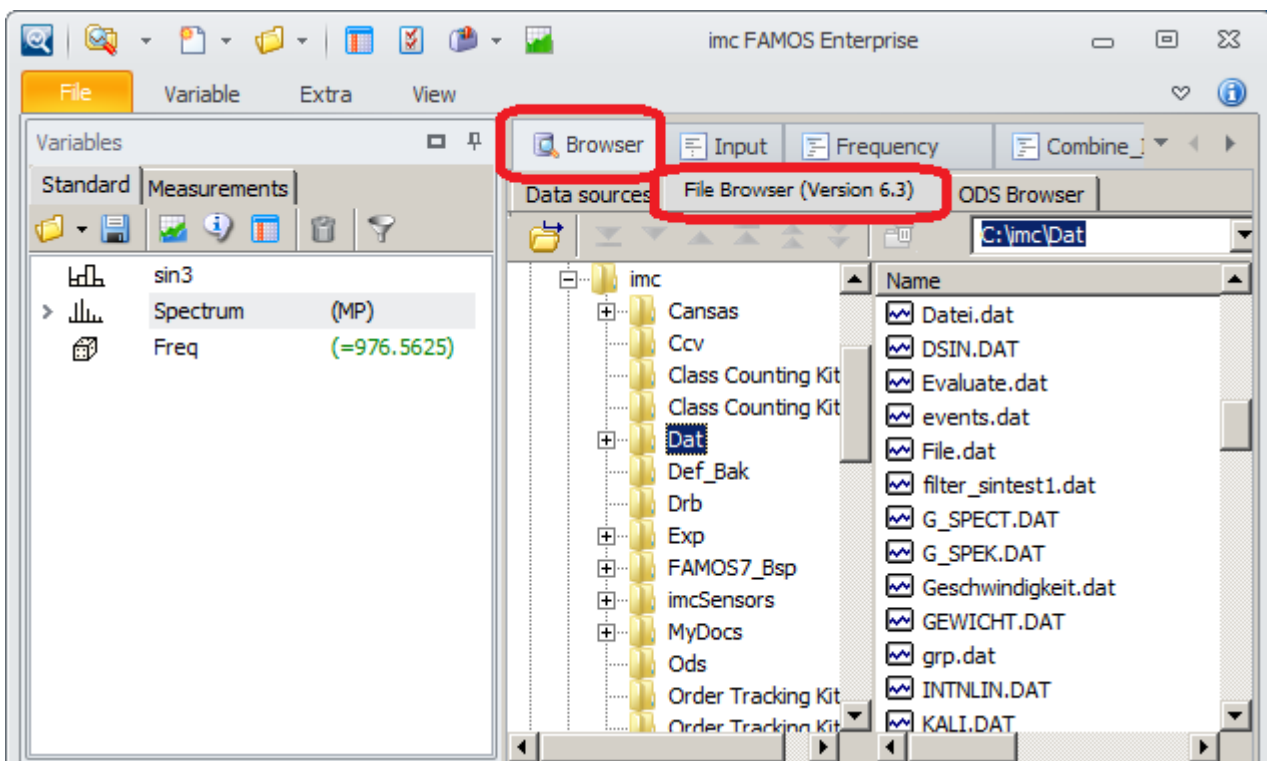 imc FAMOS Enterprise
File Variable Extra View
Variables
Standard Measurements
sin3
Spectrum (MP)
Freq (=976.5625)
Browser Input Frequency Combine_
Data sources File Browser (Version 6.3) ODS Browser
C:\imc\Dat
imc
Cansas
Ccv
Class Counting Kit
Class Counting Kit
Dat
Def_Bak
Drb
Exp
FAMOS7_Bsp
imcSensors
MyDocs
Ods
Order Tracking Kit
Order Tracking Kit
Name
Datei.dat
DSIN.DAT
Evaluate.dat
events.dat
File.dat
filter_sintest1.dat
G_SPECT.DAT
G_SPEK.DAT
Geschwindigkeit.dat
GEWICHT.DAT
grp.dat
INTNLIN.DAT
KALI.DAT